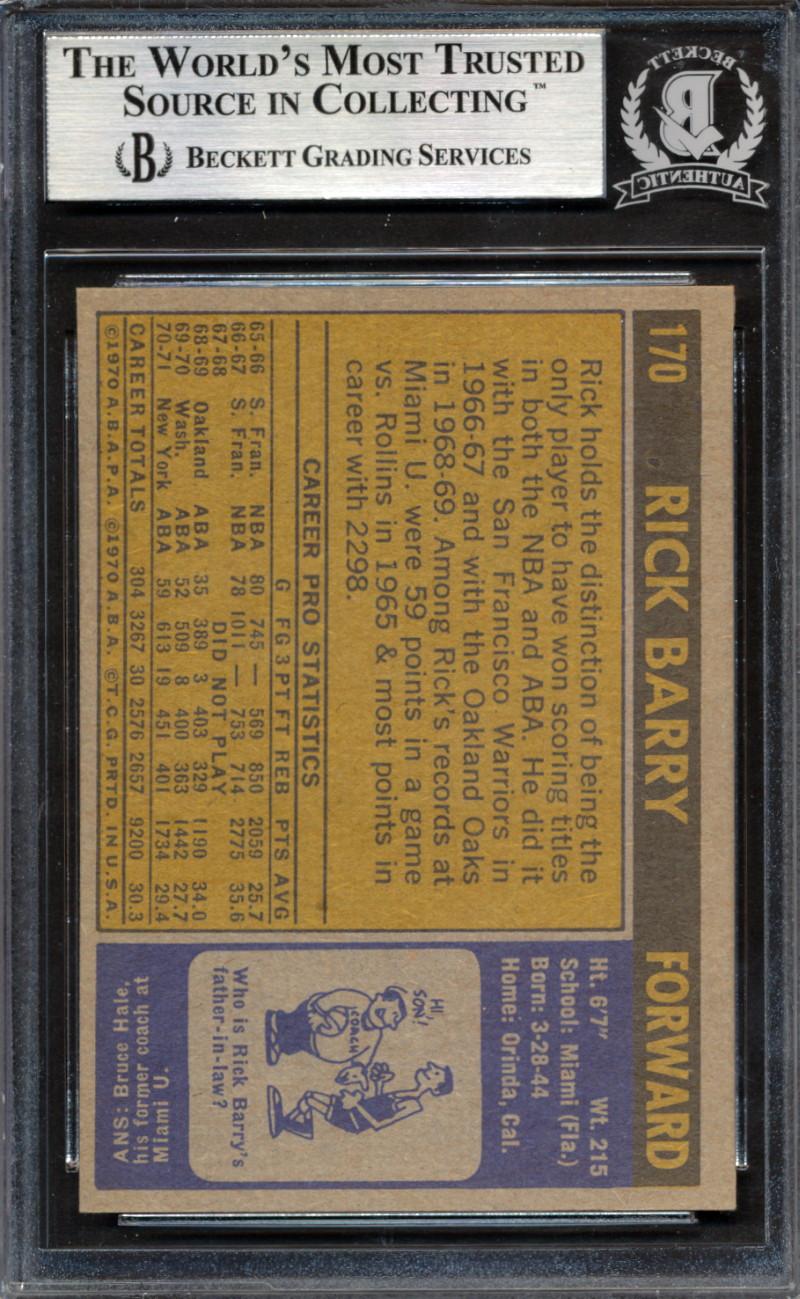 THE WORLD'S MOST TRUSTED
SOURCE IN COLLECTING™
B BECKETT GRADING SERVICES
BECKETT
B
AUTHENTIC
170 RICK BARRY FORWARD
Rick holds the distinction of being the
only player to have won scoring titles
in both the NBA and ABA. He did it
with the San Francisco Warriors in
1966-67 and with the Oakland Oaks
in 1968-69. Among Rick's records at
Miami U. were 59 points in a game
vs. Rollins in 1965 & most points in
career with 2298.
CAREER PRO STATISTICS
G FG 3PT FT REB PTS AVG
65-66 S. Fran. NBA 80 745 — 569 850 2059 25.7
66-67 S. Fran. NBA 78 1011 — 753 714 2775 35.6
67-68 DID NOT PLAY
68-69 Oakland ABA 35 389 3 403 329 1190 34.0
69-70 Wash. ABA 52 509 8 400 363 1442 27.7
70-71 New York ABA 59 613 19 451 401 1734 29.4
CAREER TOTALS 304 3267 30 2576 2657 9200 30.3
©1970 A.B.A.P.A. ©1970 A.B.A. ©T.C.G. PRTD. IN U.S.A.
Ht. 6'7" Wt. 215
School: Miami (Fla.)
Born: 3-28-44
Home: Orinda, Cal.
HI,
SON!
COACH
Who is Rick Barry's
father-in-law?
ANS: Bruce Hale,
his former coach at
Miami U.